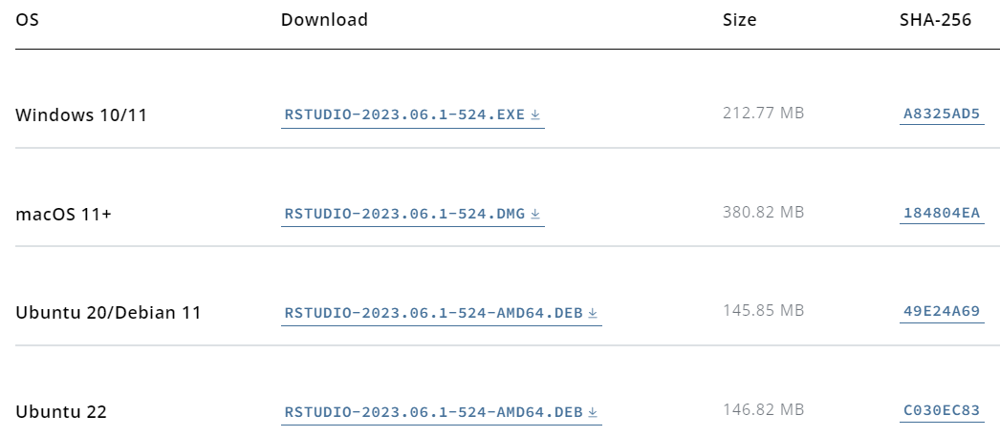 OS Download Size SHA-256
Windows 10/11 RSTUDIO-2023.06.1-524.EXE 212.77 MB A8325AD5
macOS 11+ RSTUDIO-2023.06.1-524.DMG 380.82 MB 184804EA
Ubuntu 20/Debian 11 RSTUDIO-2023.06.1-524-AMD64.DEB 145.85 MB 49E24A69
Ubuntu 22 RSTUDIO-2023.06.1-524-AMD64.DEB 146.82 MB C030EC83